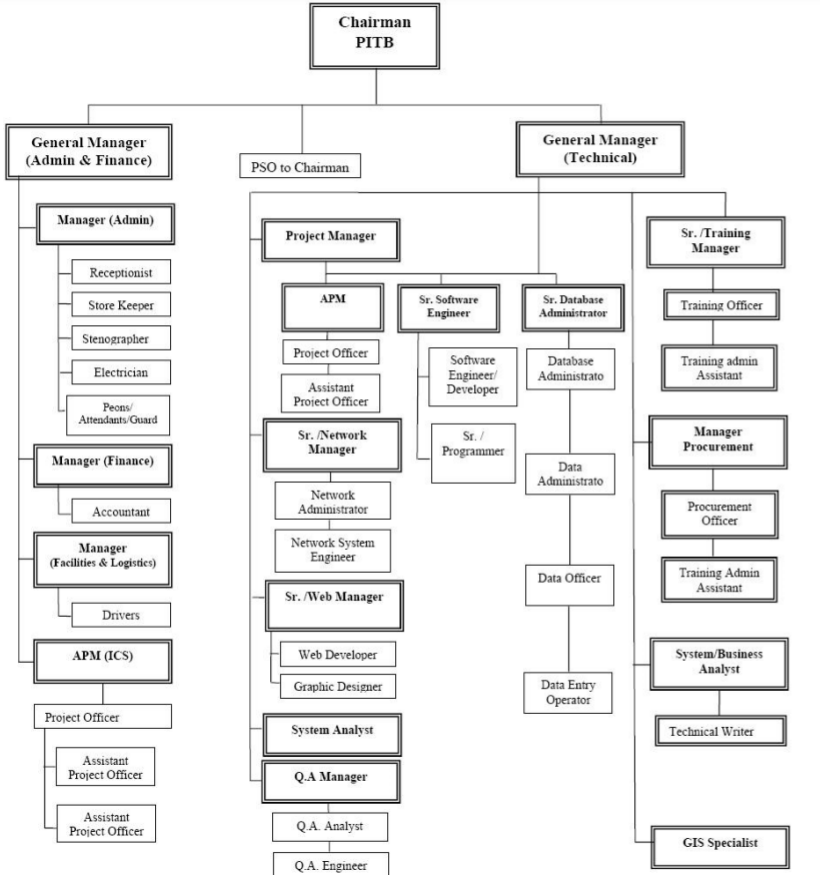 Chairman
PITB
General Manager
(Admin & Finance)
PSO to Chairman
General Manager
(Technical)
Manager (Admin)
Receptionist
Store Keeper
Stenographer
Electrician
Peons/
Attendants/Guard
Manager (Finance)
Accountant
Manager
(Facilities & Logistics)
Drivers
APM (ICS)
Project Officer
Assistant
Project Officer
Assistant
Project Officer
Project Manager
APM
Project Officer
Assistant
Project Officer
Sr. Software
Engineer
Software
Engineer/
Developer
Sr. /
Programmer
Sr. Database
Administrator
Database
Administrato
Data
Administrato
Data Officer
Data Entry
Operator
Sr. /Network
Manager
Network
Administrator
Network System
Engineer
Sr. /Web Manager
Web Developer
Graphic Designer
System Analyst
Q.A Manager
Q.A. Analyst
Q.A. Engineer
Sr. /Training
Manager
Training Officer
Training admin
Assistant
Manager
Procurement
Procurement
Officer
Training Admin
Assistant
System/Business
Analyst
Technical Writer
GIS Specialist